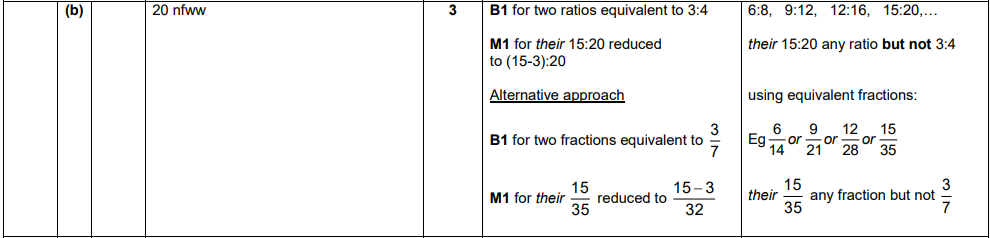 (b) 20 nfww 3 B1 for two ratios equivalent to 3:4 6:8, 9:12, 12:16, 15:20,…
M1 for their 15:20 reduced their 15:20 any ratio but not 3:4
to (15-3):20
Alternative approach using equivalent fractions:
B1 for two fractions equivalent to 3/7 Eg 6/14 or 9/21 or 12/28 or 15/35
M1 for their 15/35 reduced to 15–3/32 their 15/35 any fraction but not 3/7